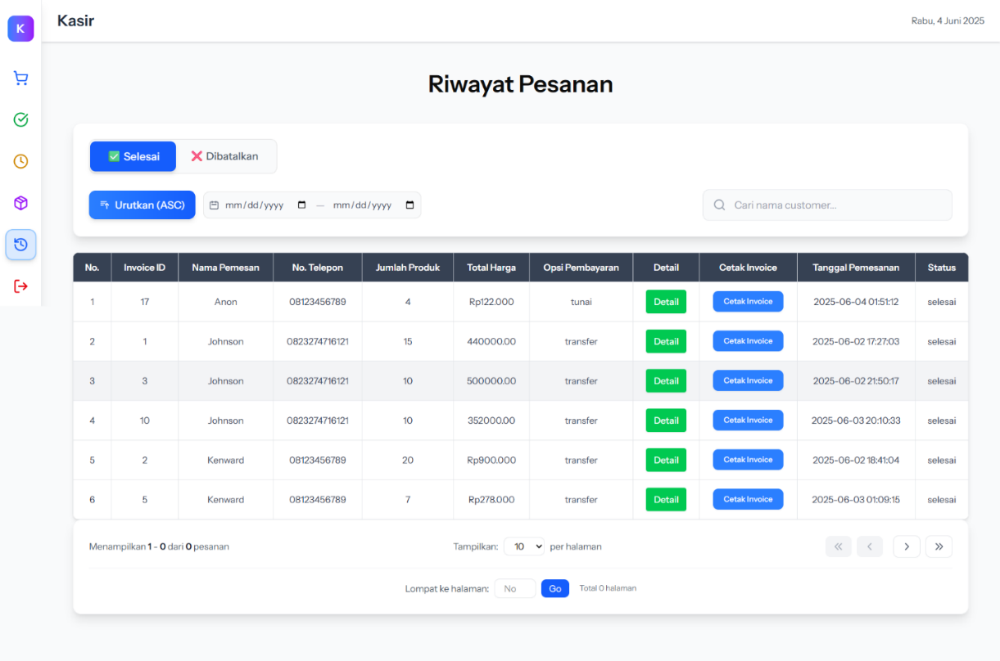 K
Kasir
Rabu, 4 Juni 2025
Riwayat Pesanan
✅ Selesai
❌ Dibatalkan
Urutkan (ASC)
mm/dd/yyyy — mm/dd/yyyy
Cari nama customer...
No. Invoice ID Nama Pemesan No. Telepon Jumlah Produk Total Harga Opsi Pembayaran Detail Cetak Invoice Tanggal Pemesanan Status
1 17 Anon 08123456789 4 Rp122.000 tunai Detail Cetak Invoice 2025-06-04 01:51:12 selesai
2 1 Johnson 0823274716121 15 440000.00 transfer Detail Cetak Invoice 2025-06-02 17:27:03 selesai
3 3 Johnson 0823274716121 10 500000.00 transfer Detail Cetak Invoice 2025-06-02 21:50:17 selesai
4 10 Johnson 0823274716121 10 352000.00 transfer Detail Cetak Invoice 2025-06-03 20:10:33 selesai
5 2 Kenward 08123456789 20 Rp900.000 transfer Detail Cetak Invoice 2025-06-02 18:41:04 selesai
6 5 Kenward 08123456789 7 Rp278.000 transfer Detail Cetak Invoice 2025-06-03 01:09:15 selesai
Menampilkan 1 - 0 dari 0 pesanan
Tampilkan: 10 per halaman
« ‹ › »
Lompat ke halaman: No Go Total 0 halaman